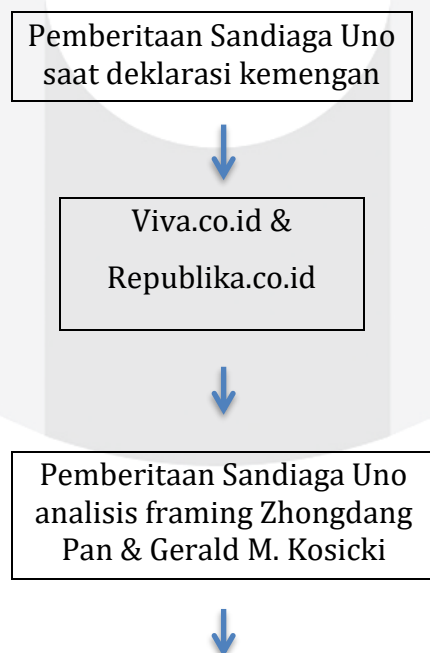 Pemberitaan Sandiaga Uno
saat deklarasi kemengan
Viva.co.id &
Republika.co.id
Pemberitaan Sandiaga Uno
analisis framing Zhongdang
Pan & Gerald M. Kosicki